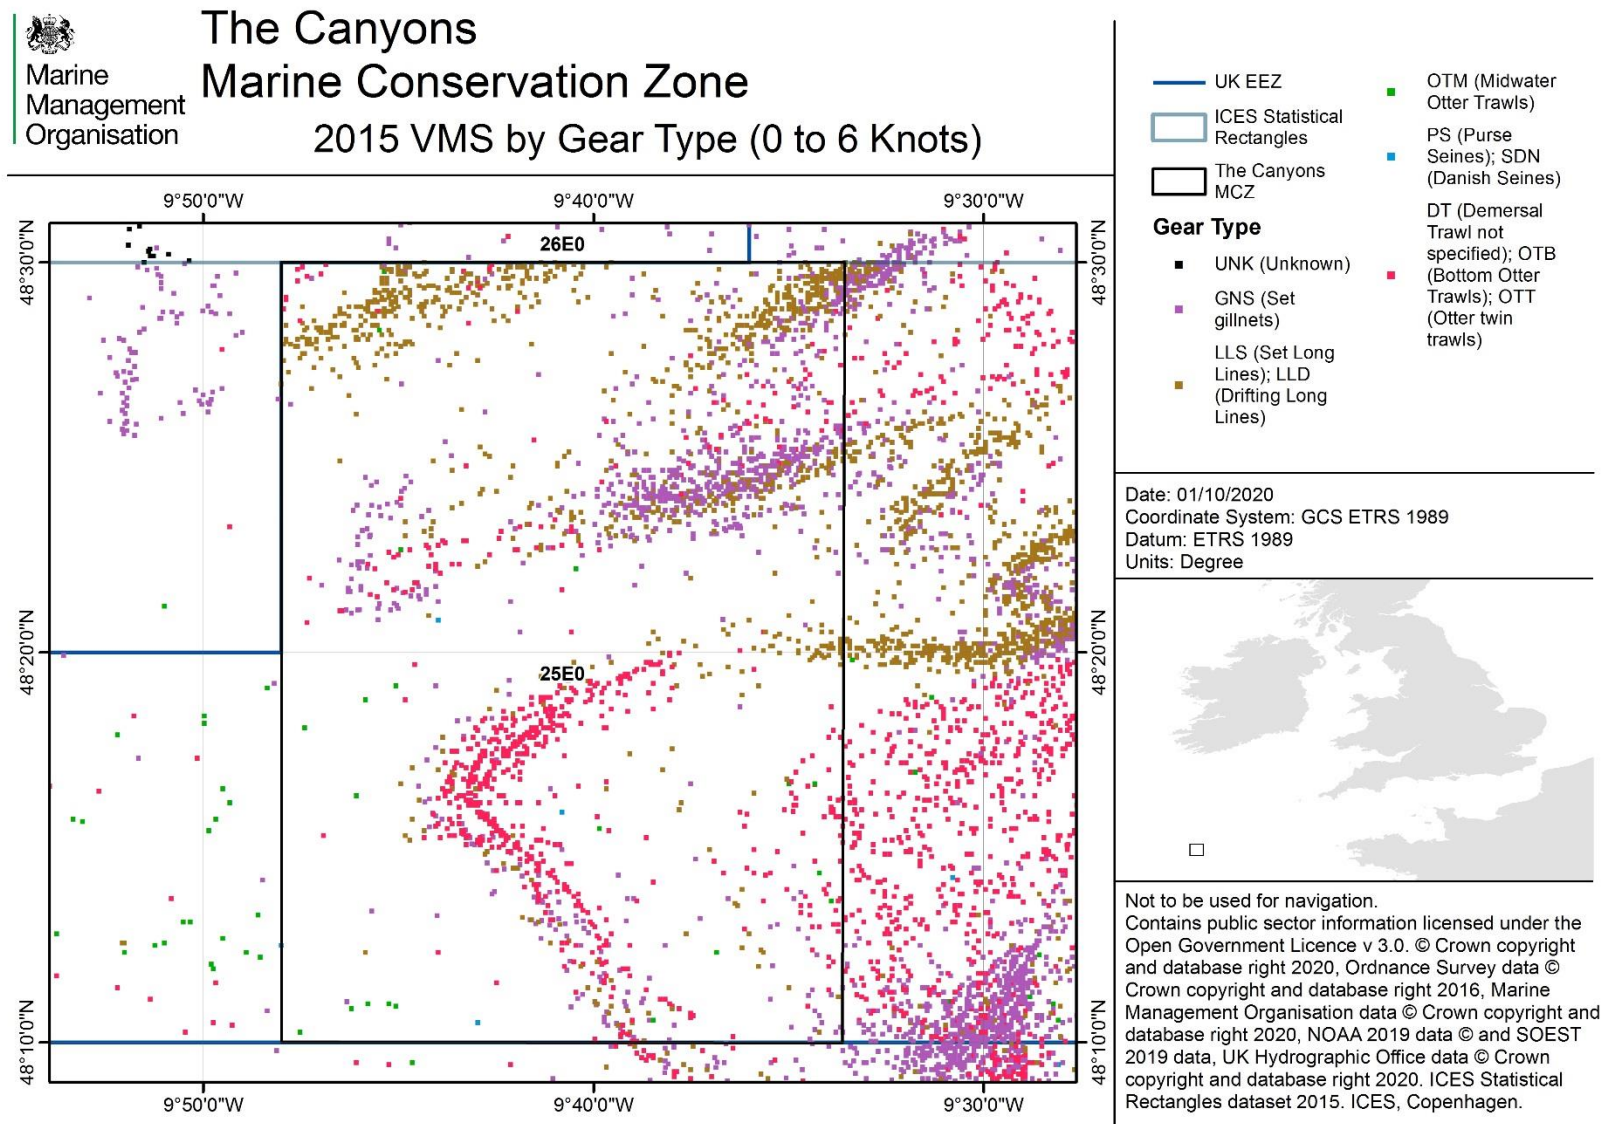 Marine
Management
Organisation
The Canyons
Marine Conservation Zone
2015 VMS by Gear Type (0 to 6 Knots)
9°50'0"W
9°40'0"W
9°30'0"W
48°30'0"N
48°30'0"N
26E0
48°20'0"N
48°20'0"N
25E0
48°10'0"N
48°10'0"N
9°50'0"W
9°40'0"W
9°30'0"W
UK EEZ
ICES Statistical
Rectangles
The Canyons
MCZ
Gear Type
UNK (Unknown)
GNS (Set
gillnets)
LLS (Set Long
Lines); LLD
(Drifting Long
Lines)
OTM (Midwater
Otter Trawls)
PS (Purse
Seines); SDN
(Danish Seines)
DT (Demersal
Trawl not
specified); OTB
(Bottom Otter
Trawls); OTT
(Otter twin
trawls)
Date: 01/10/2020
Coordinate System: GCS ETRS 1989
Datum: ETRS 1989
Units: Degree
Not to be used for navigation.
Contains public sector information licensed under the
Open Government Licence v 3.0. © Crown copyright
and database right 2020, Ordnance Survey data ©
Crown copyright and database right 2016, Marine
Management Organisation data © Crown copyright and
database right 2020, NOAA 2019 data © and SOEST
2019 data, UK Hydrographic Office data © Crown
copyright and database right 2020. ICES Statistical
Rectangles dataset 2015. ICES, Copenhagen.